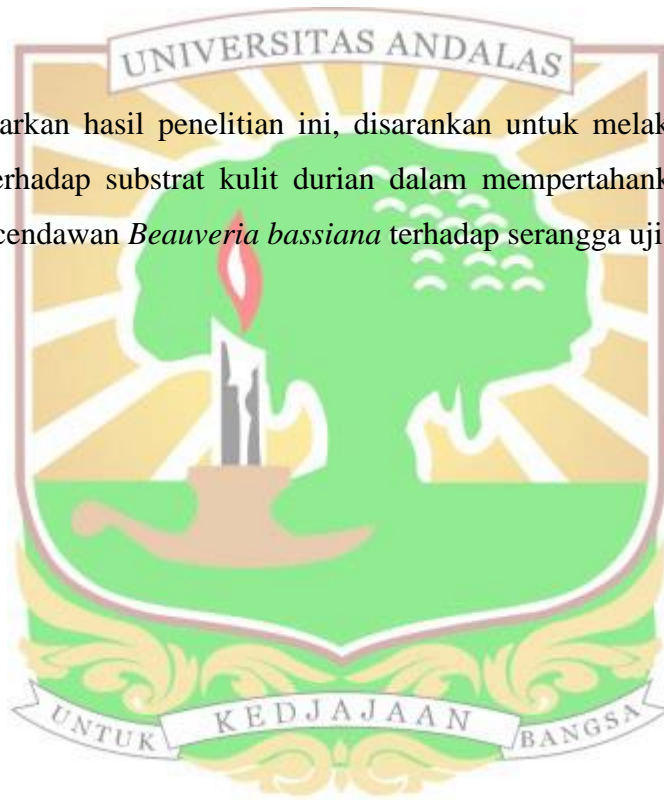 UNIVERSITAS ANDALAS
arkan hasil penelitian ini, disarankan untuk melak
erhadap substrat kulit durian dalam mempertahank
cendawan Beauveria bassiana terhadap serangga uji
UNTUK KEDJAJAAN BANGSA